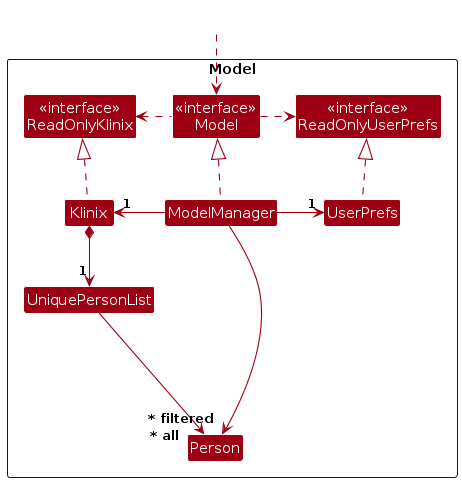 Model
«interface»
ReadOnlyKlinix
«interface»
Model
«interface»
ReadOnlyUserPrefs
Klinix
1
ModelManager
1
UserPrefs
1
UniquePersonList
* filtered
* all
Person